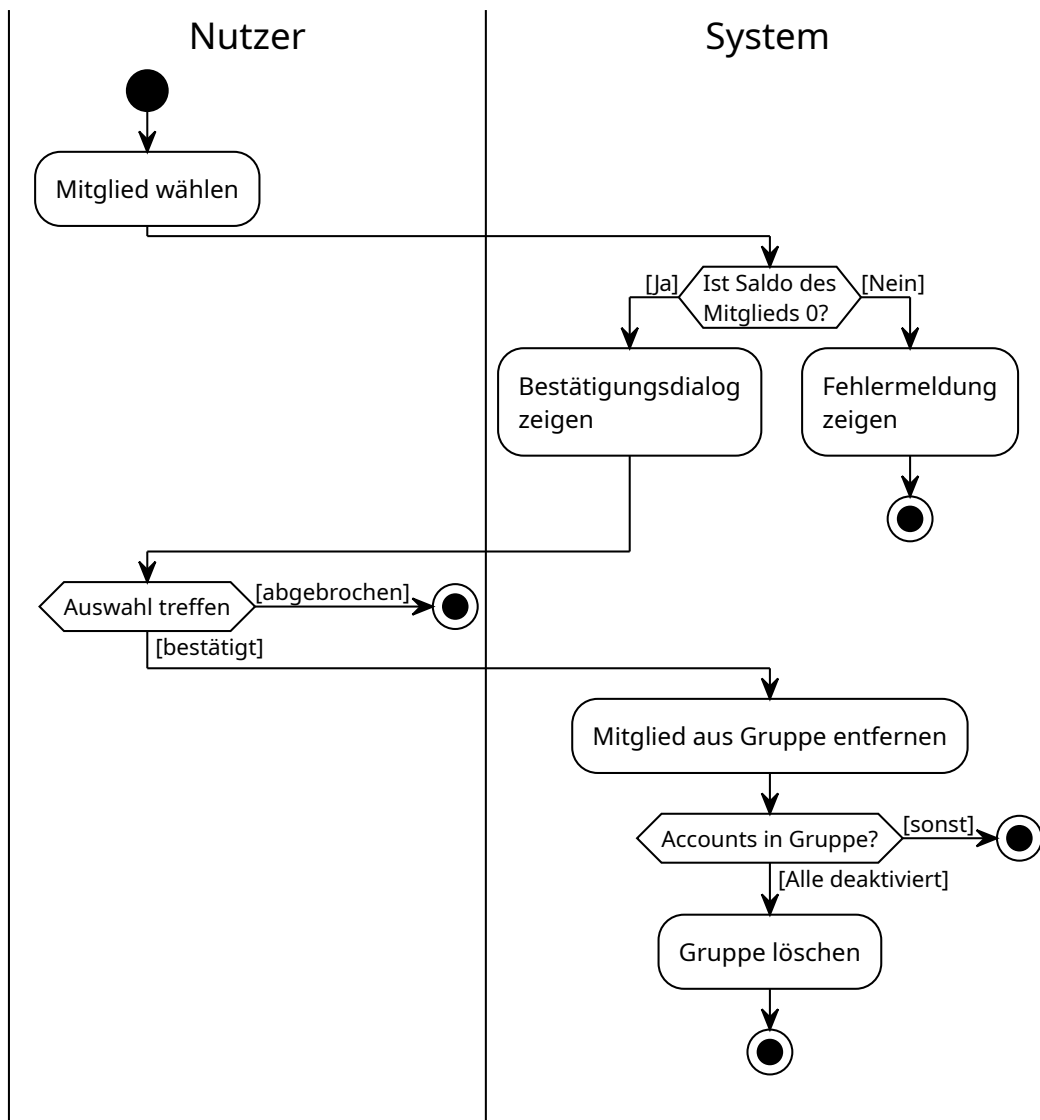 Nutzer
System
Mitglied wählen
[Ja]
Ist Saldo des
Mitglieds 0?
[Nein]
Bestätigungsdialog
zeigen
Fehlermeldung
zeigen
Auswahl treffen
[abgebrochen]
[bestätigt]
Mitglied aus Gruppe entfernen
Accounts in Gruppe?
[sonst]
[Alle deaktiviert]
Gruppe löschen